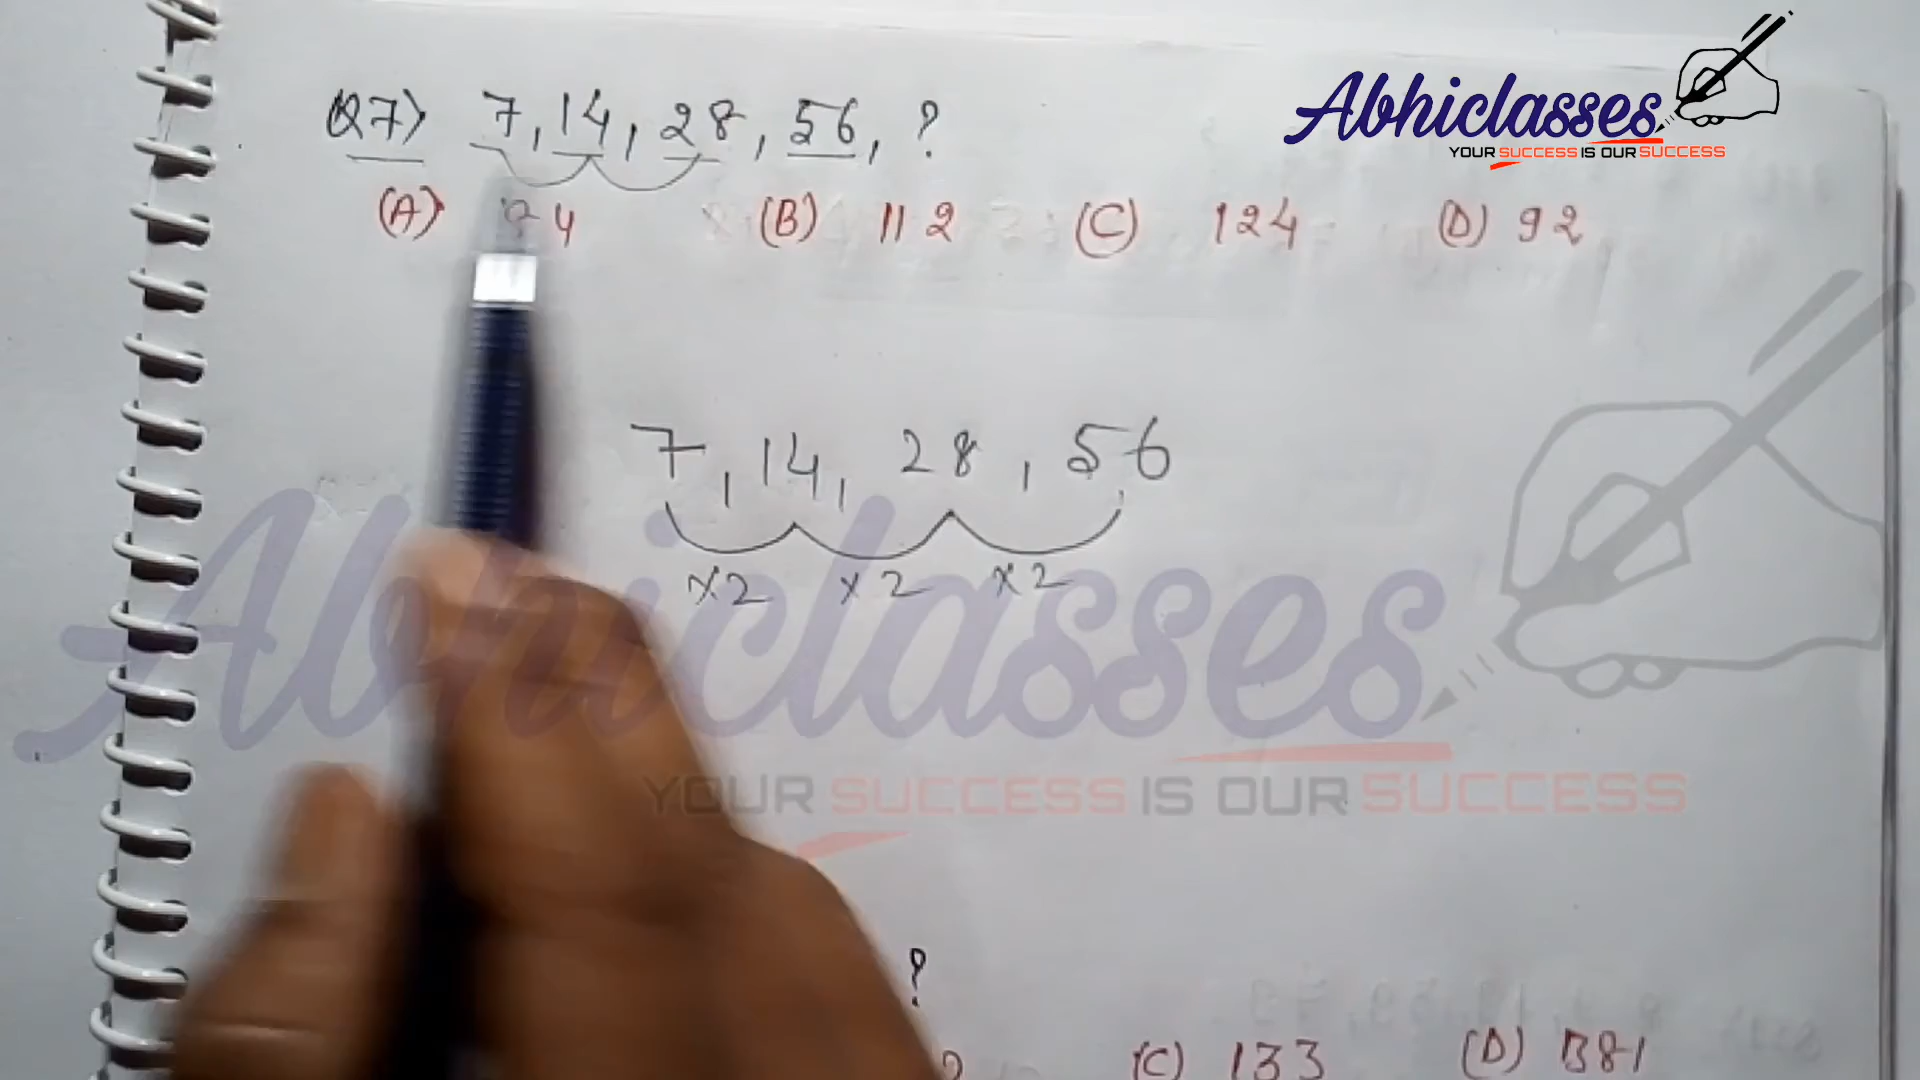 Abhiclasses
YOUR SUCCESS IS OUR SUCCESS
Q7) 7, 14, 28, 56, ?
(A) (B) 112 (C) 124 (D) 92
7, 14, 28, 56
×2 ×2 ×2
Abhiclasses
YOUR SUCCESS IS OUR SUCCESS
?
(C) 133 (D) 1381